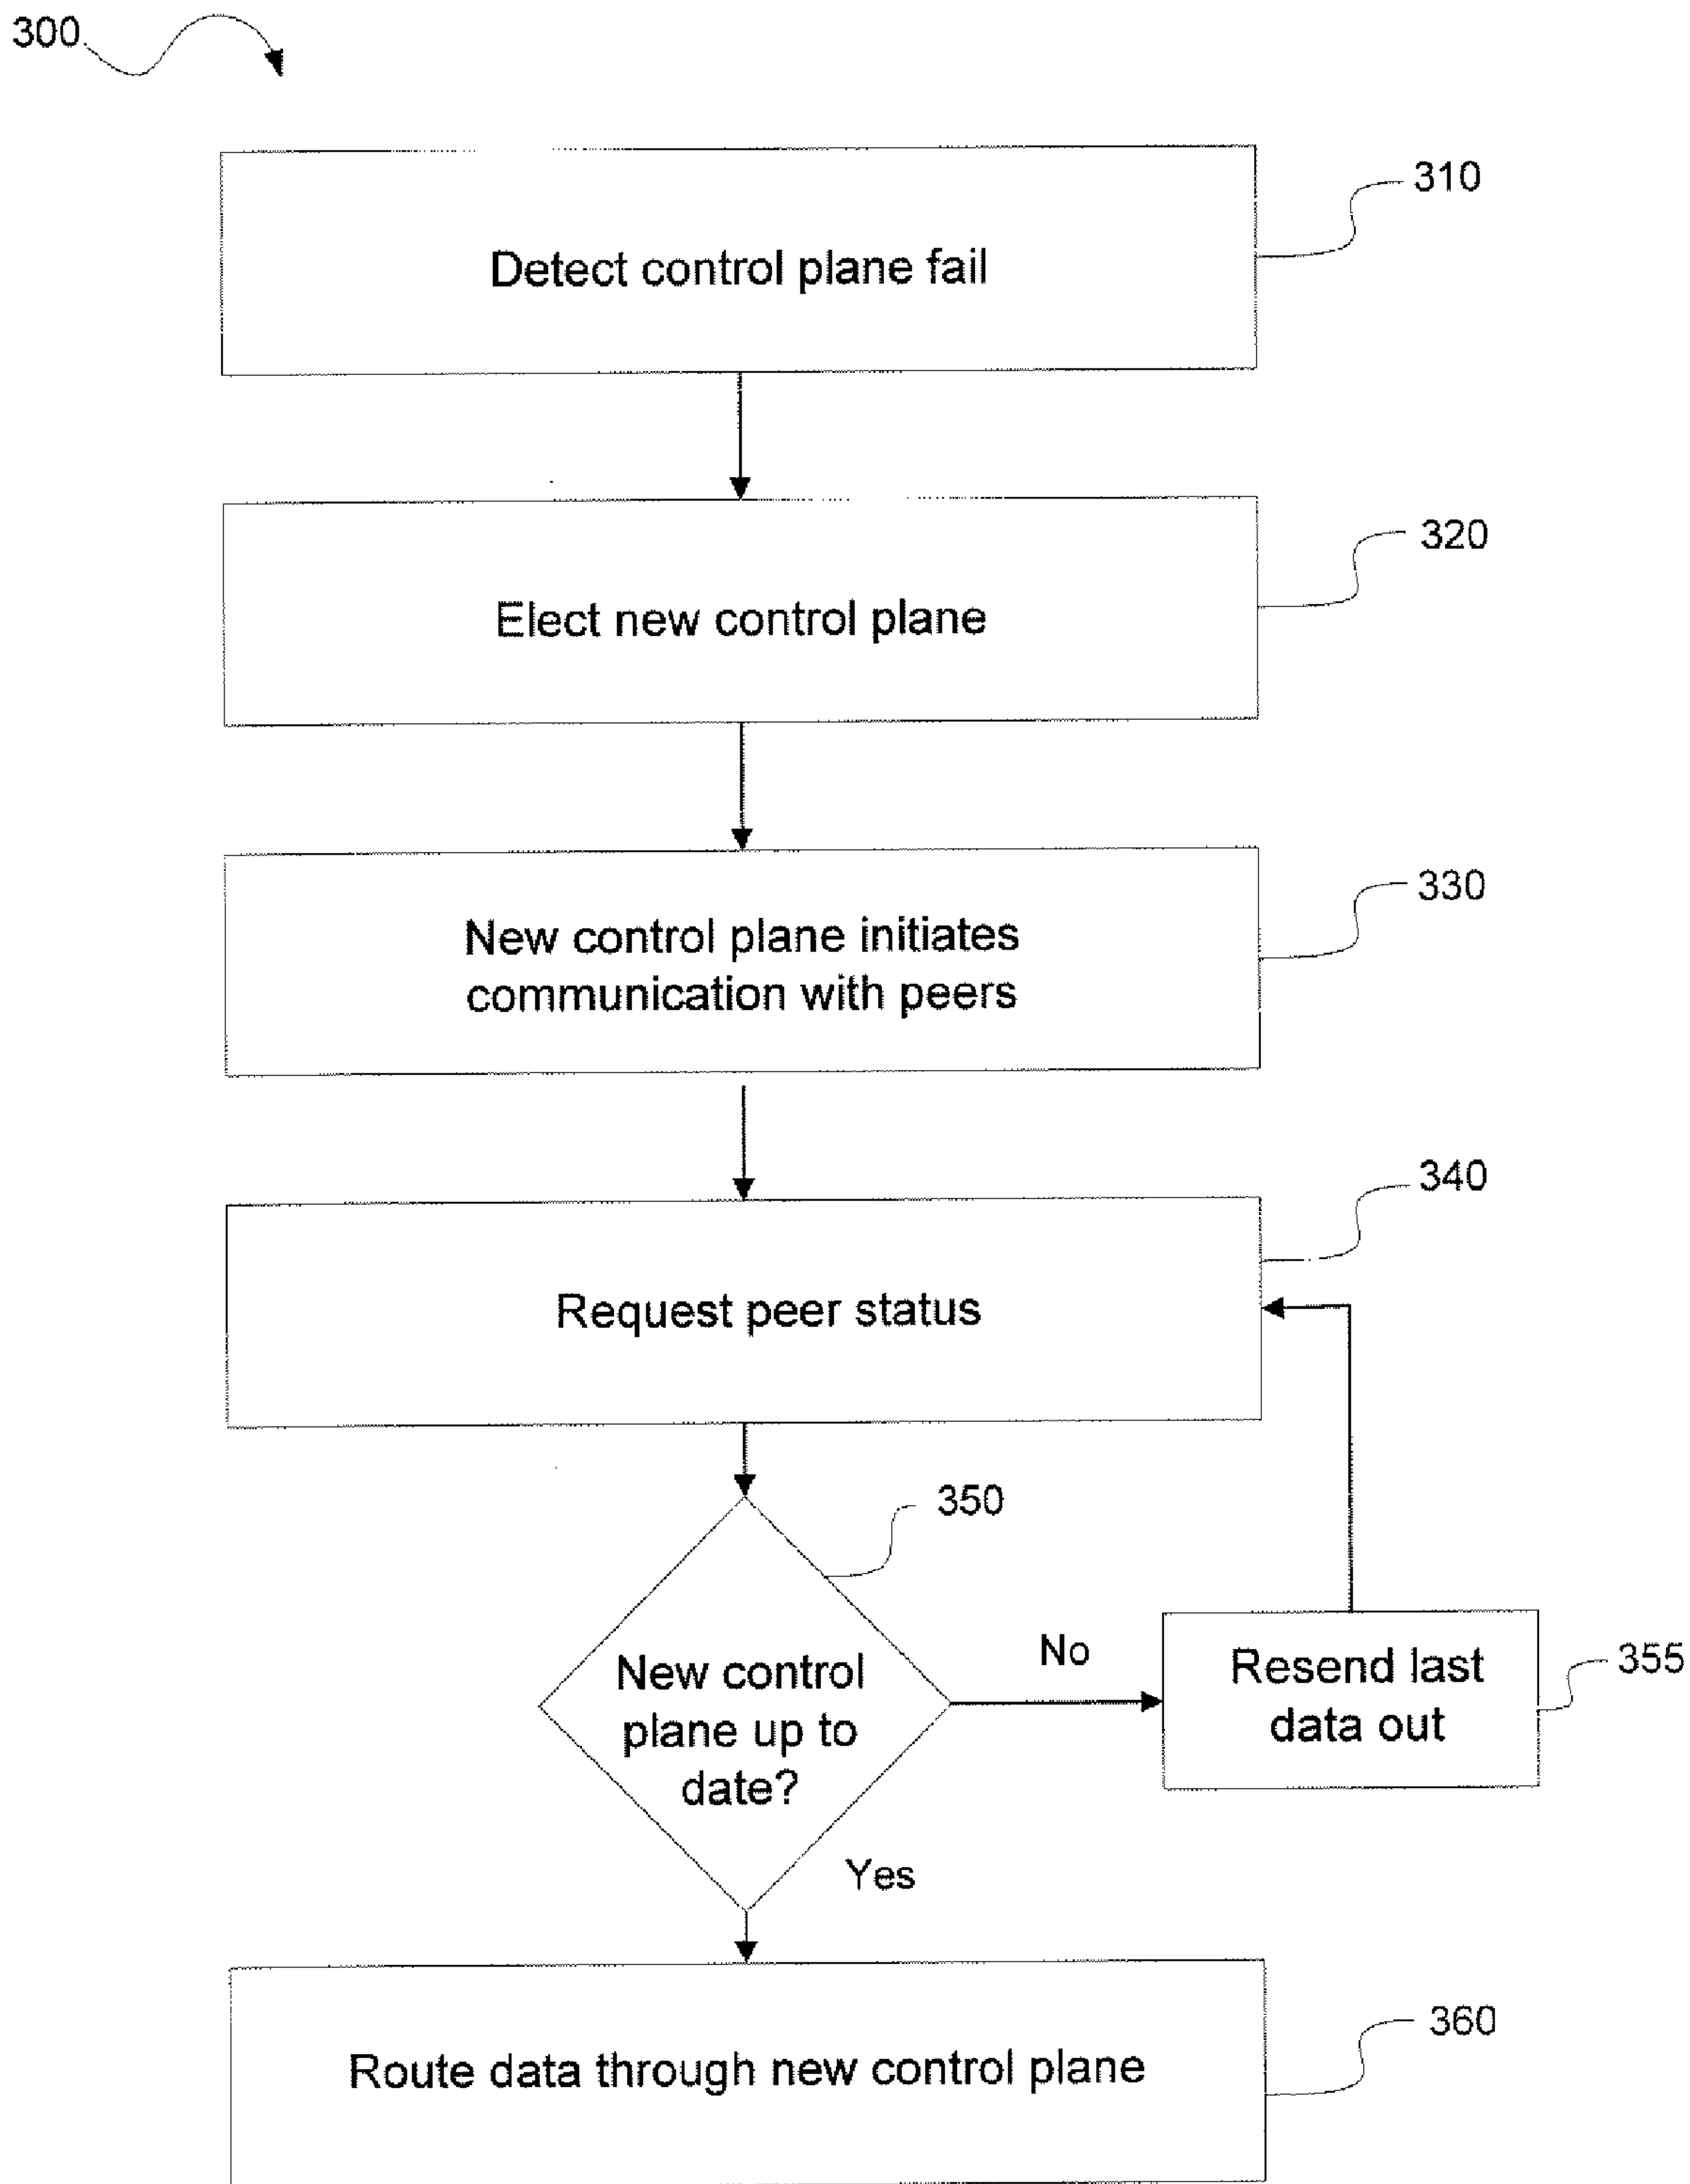 300
310
Detect control plane fail
320
Elect new control plane
330
New control plane initiates
communication with peers
340
Request peer status
350
New control
plane up to
date?
No
Resend last
data out
355
Yes
360
Route data through new control plane